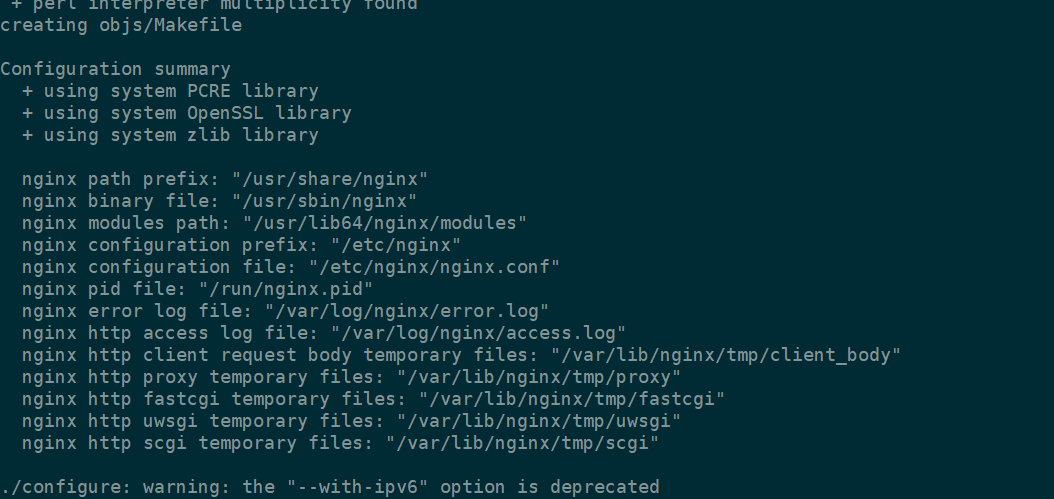 + perl interpreter multiplicity found
creating objs/Makefile
Configuration summary
+ using system PCRE library
+ using system OpenSSL library
+ using system zlib library
nginx path prefix: "/usr/share/nginx"
nginx binary file: "/usr/sbin/nginx"
nginx modules path: "/usr/lib64/nginx/modules"
nginx configuration prefix: "/etc/nginx"
nginx configuration file: "/etc/nginx/nginx.conf"
nginx pid file: "/run/nginx.pid"
nginx error log file: "/var/log/nginx/error.log"
nginx http access log file: "/var/log/nginx/access.log"
nginx http client request body temporary files: "/var/lib/nginx/tmp/client_body"
nginx http proxy temporary files: "/var/lib/nginx/tmp/proxy"
nginx http fastcgi temporary files: "/var/lib/nginx/tmp/fastcgi"
nginx http uwsgi temporary files: "/var/lib/nginx/tmp/uwsgi"
nginx http scgi temporary files: "/var/lib/nginx/tmp/scgi"
./configure: warning: the "--with-ipv6" option is deprecated